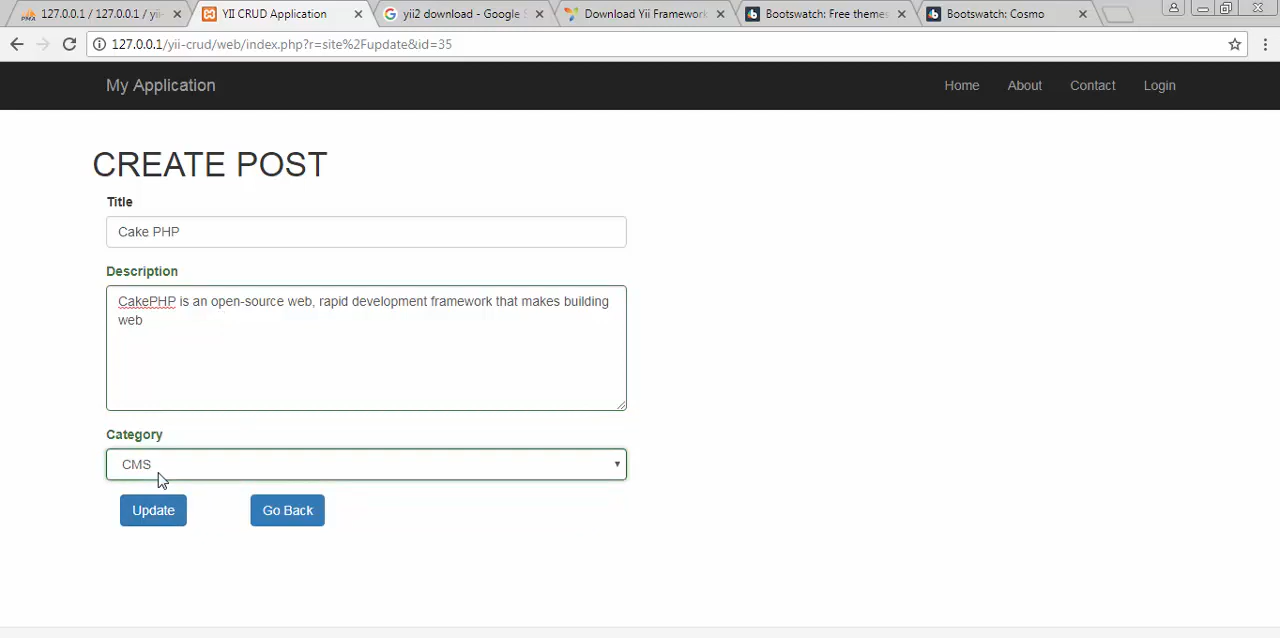 127.0.0.1 / 127.0.0.1 / yii-
YII CRUD Application
yii2 download - Google S
Download Yii Framework
Bootswatch: Free themes
Bootswatch: Cosmo
127.0.0.1/yii-crud/web/index.php?r=site%2Fupdate&id=35
My Application
Home
About
Contact
Login
CREATE POST
Title
Cake PHP
Description
CakePHP is an open-source web, rapid development framework that makes building
web
Category
CMS
Update
Go Back